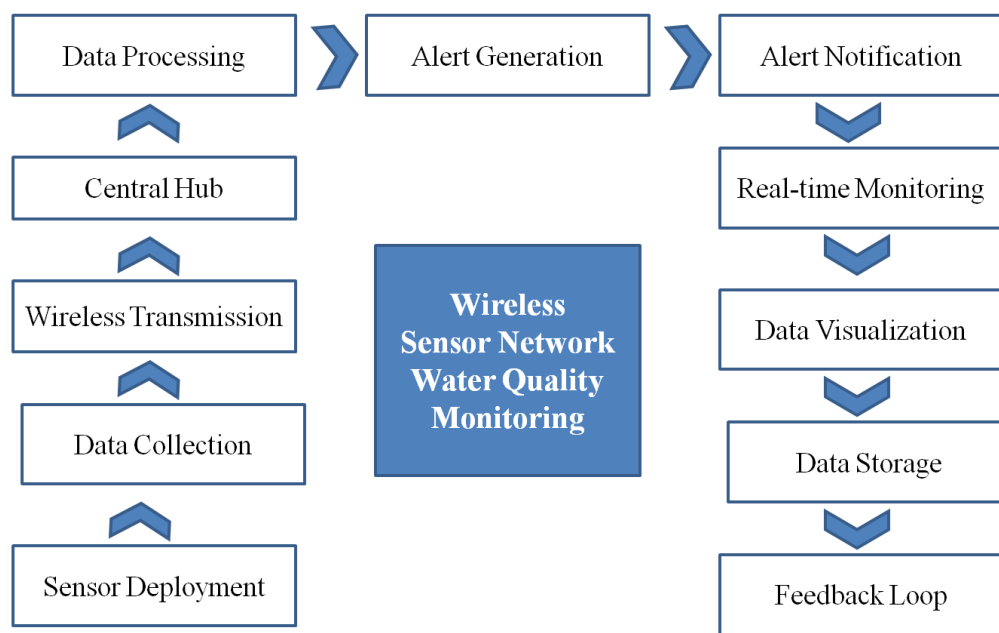 Data Processing
Alert Generation
Alert Notification
Central Hub
Real-time Monitoring
Wireless Transmission
Wireless
Sensor Network
Water Quality
Monitoring
Data Visualization
Data Collection
Data Storage
Sensor Deployment
Feedback Loop